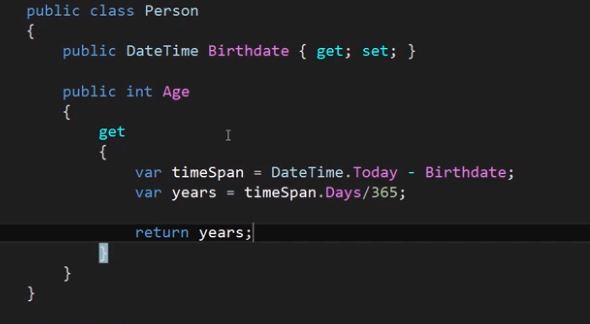 public class Person
{
    public DateTime Birthdate { get; set; }
    public int Age
    {
        get
        {
            var timeSpan = DateTime.Today - Birthdate;
            var years = timeSpan.Days/365;
            return years;
        }
    }
}